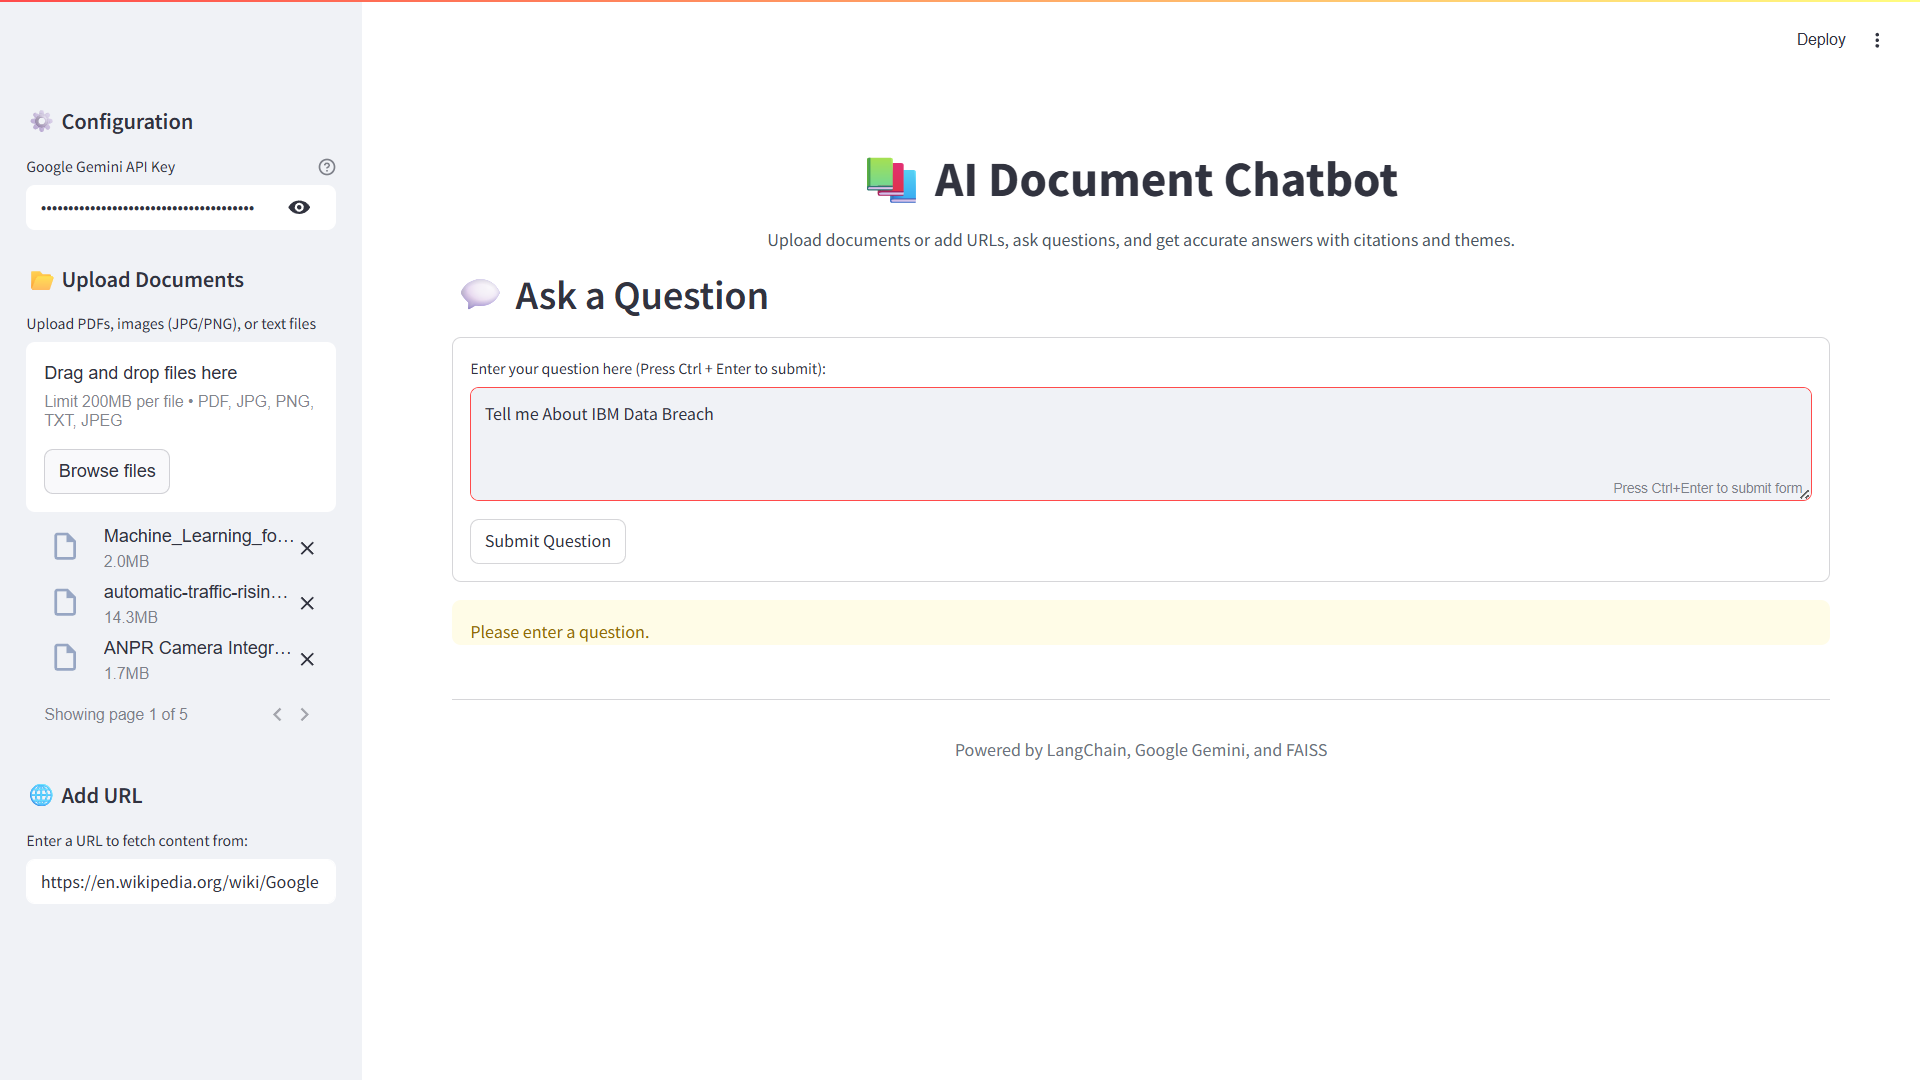 Deploy
Configuration
Google Gemini API Key
Upload Documents
Upload PDFs, images (JPG/PNG), or text files
Drag and drop files here
Limit 200MB per file • PDF, JPG, PNG,
TXT, JPEG
Browse files
Machine_Learning_fo...
2.0MB
automatic-traffic-risin...
14.3MB
ANPR Camera Integr...
1.7MB
Showing page 1 of 5
Add URL
Enter a URL to fetch content from:
https://en.wikipedia.org/wiki/Google
AI Document Chatbot
Upload documents or add URLs, ask questions, and get accurate answers with citations and themes.
Ask a Question
Enter your question here (Press Ctrl + Enter to submit):
Tell me About IBM Data Breach
Press Ctrl+Enter to submit form
Submit Question
Please enter a question.
Powered by LangChain, Google Gemini, and FAISS